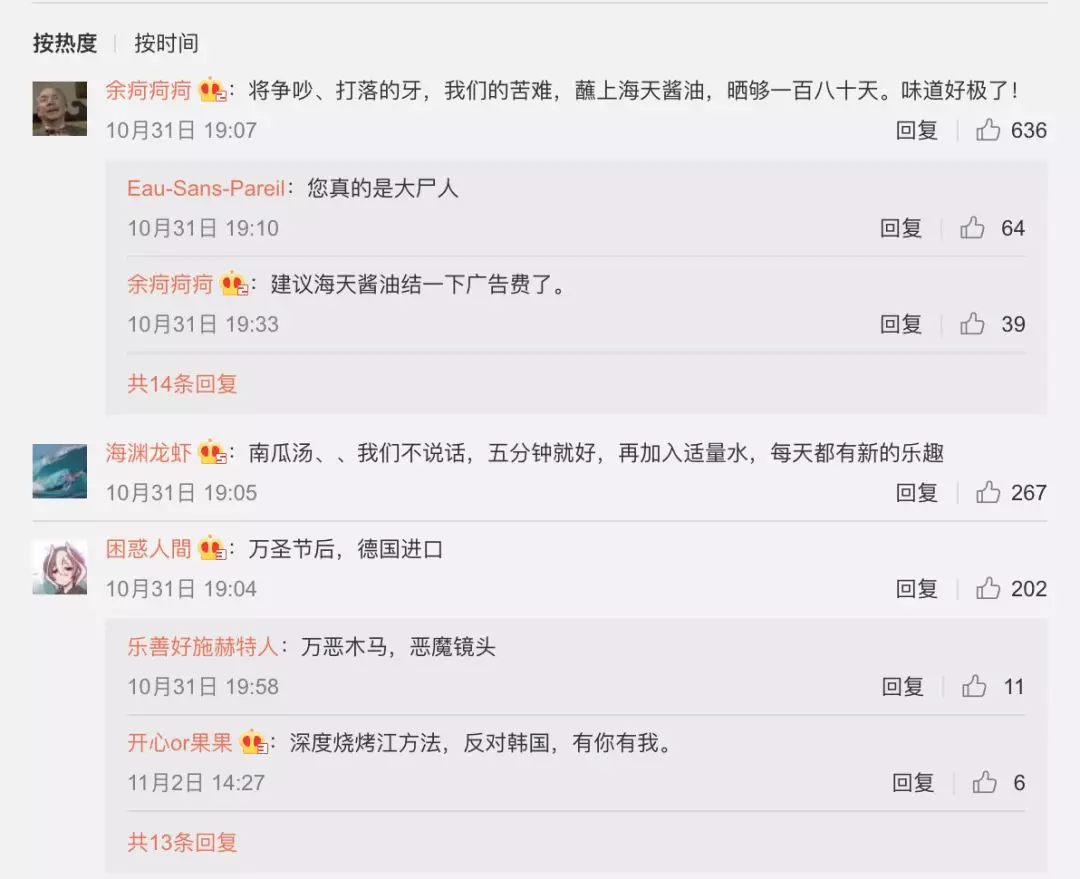 按热度 按时间
余疴疴疴：将争吵、打落的牙，我们的苦难，蘸上海天酱油，晒够一百八十天。味道好极了！
10月31日 19:07 回复 636
Eau-Sans-Pareil：您真的是大尸人
10月31日 19:10 回复 64
余疴疴疴：建议海天酱油结一下广告费了。
10月31日 19:33 回复 39
共14条回复
海渊龙虾：南瓜汤、、我们不说话，五分钟就好，再加入适量水，每天都有新的乐趣
10月31日 19:05 回复 267
困惑人間：万圣节后，德国进口
10月31日 19:04 回复 202
乐善好施赫特人：万恶木马，恶魔镜头
10月31日 19:58 回复 11
开心or果果：深度烧烤江方法，反对韩国，有你有我。
11月2日 14:27 回复 6
共13条回复